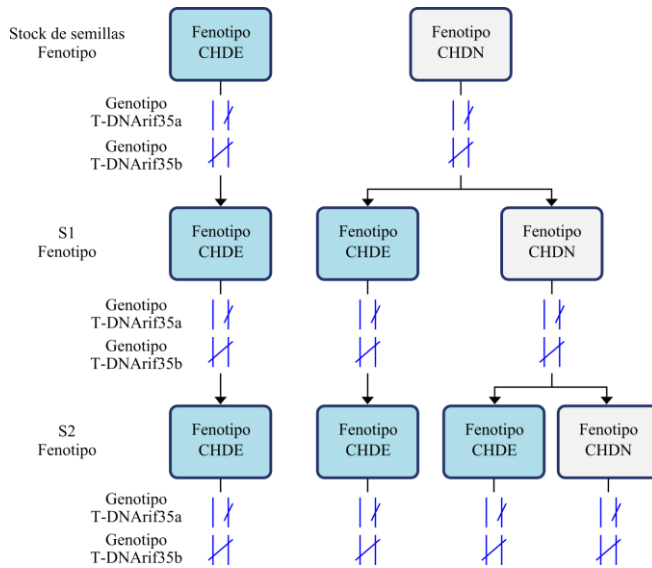 Stock de semillas
Fenotipo
Fenotipo
CHDE
Fenotipo
CHDN
Genotipo
T-DNArif35a
Genotipo
T-DNArif35b
S1
Fenotipo
Fenotipo
CHDE
Fenotipo
CHDE
Fenotipo
CHDN
Genotipo
T-DNArif35a
Genotipo
T-DNArif35b
S2
Fenotipo
Fenotipo
CHDE
Fenotipo
CHDE
Fenotipo
CHDE
Fenotipo
CHDN
Genotipo
T-DNArif35a
Genotipo
T-DNArif35b